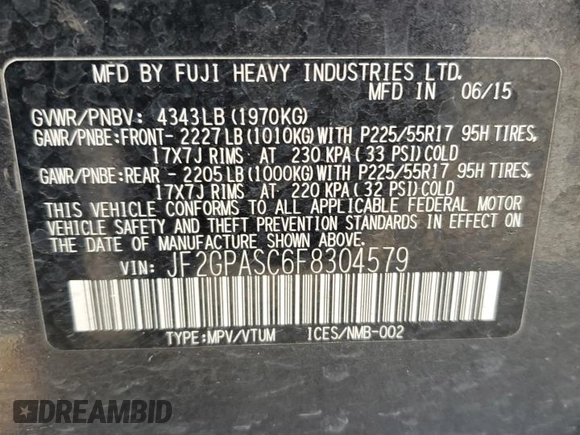 MFD BY FUJI HEAVY INDUSTRIES LTD.
MFD IN 06/15
GVWR/PNBV: 4343LB (1970KG)
GAWR/PNBE:FRONT- 2227LB (1010KG) WITH P225/55R17 95H TIRES,
17X7J RIMS AT 230 KPA (33 PSI) COLD
GAWR/PNBE:REAR - 2205LB (1000KG) WITH P225/55R17 95H TIRES,
17X7J RIMS AT 220 KPA (32 PSI) COLD
THIS VEHICLE CONFORMS TO ALL APPLICABLE FEDERAL MOTOR
VEHICLE SAFETY AND THEFT PREVENTION STANDARDS IN EFFECT ON
THE DATE OF MANUFACTURE SHOWN ABOVE.
VIN: JF2GPASC6F8304579
TYPE:MPV/VTUM ICES/NMB-002
DREAMBID